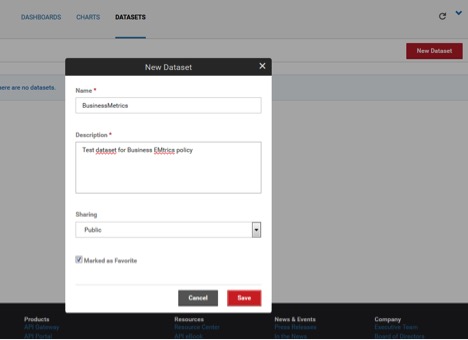 DASHBOARDS CHARTS DATASETS
New Dataset
ere are no datasets.
New Dataset
Name *
BusinessMetrics
Description *
Test dataset for Business EMtrics policy
Sharing
Public
Marked as Favorite
Cancel Save
Products Resources News & Events Company
API Gateway Resource Center Press Releases Executive Team
API Portal API eBook In the News Board of Directors